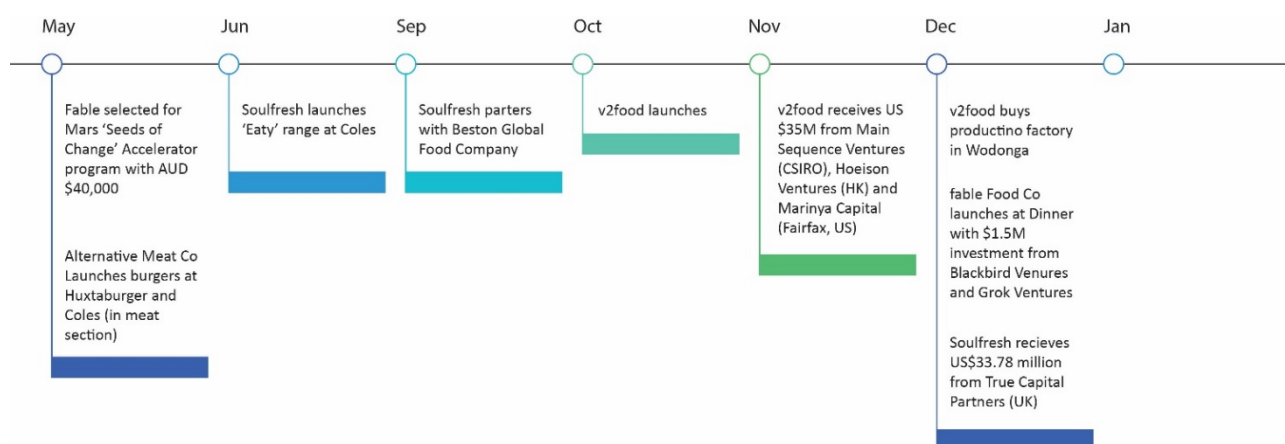 May
Jun
Sep
Oct
Nov
Dec
Jan
Fable selected for
Mars ‘Seeds of
Change’ Accelerator
program with AUD
$40,000
Alternative Meat Co
Launches burgers at
Huxtaburger and
Coles (in meat
section)
Soulfresh launches
‘Eaty’ range at Coles
Soulfresh parters
with Beston Global
Food Company
v2food launches
v2food receives US
$35M from Main
Sequence Ventures
(CSIRO), Hoeison
Ventures (HK) and
Marinya Capital
(Fairfax, US)
v2food buys
productino factory
in Wodonga
fable Food Co
launches at Dinner
with $1.5M
investment from
Blackbird Venures
and Grok Ventures
Soulfresh recieves
US$33.78 million
from True Capital
Partners (UK)